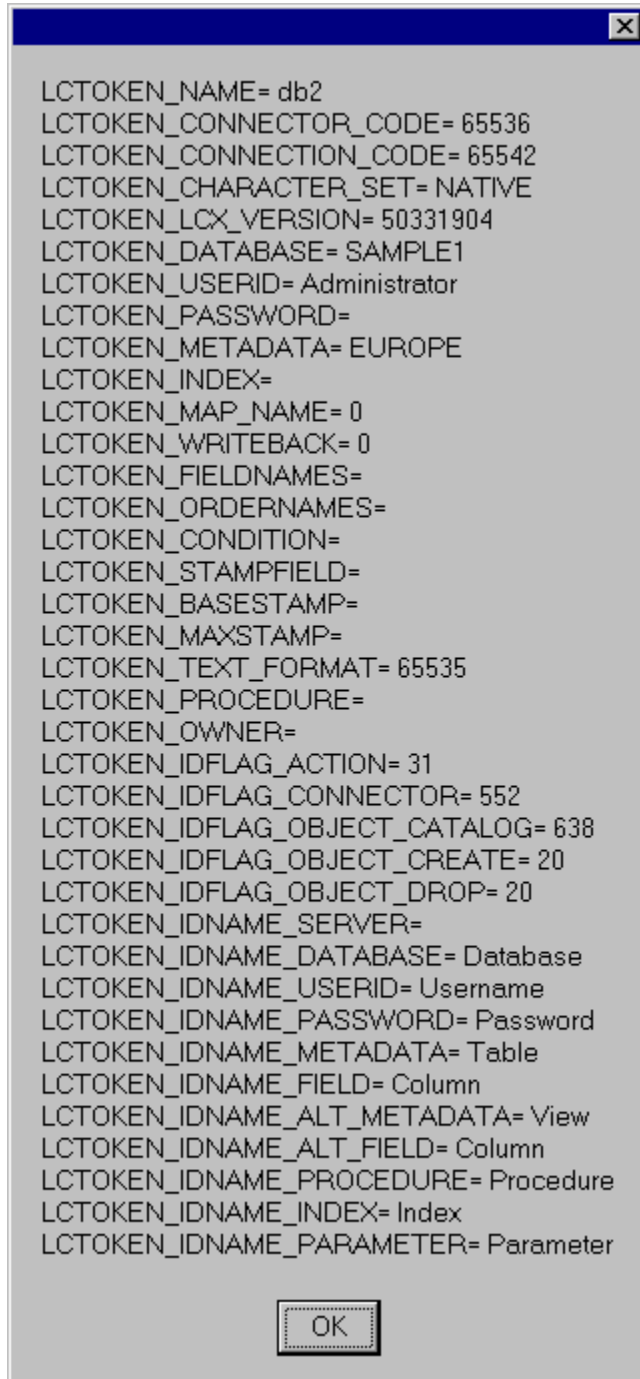 LCTOKEN_NAME= db2
LCTOKEN_CONNECTOR_CODE= 65536
LCTOKEN_CONNECTION_CODE= 65542
LCTOKEN_CHARACTER_SET= NATIVE
LCTOKEN_LCX_VERSION= 50331904
LCTOKEN_DATABASE= SAMPLE1
LCTOKEN_USERID= Administrator
LCTOKEN_PASSWORD=
LCTOKEN_METADATA= EUROPE
LCTOKEN_INDEX=
LCTOKEN_MAP_NAME= 0
LCTOKEN_WRITEBACK= 0
LCTOKEN_FIELDNAMES=
LCTOKEN_ORDERNAMES=
LCTOKEN_CONDITION=
LCTOKEN_STAMPFIELD=
LCTOKEN_BASESTAMP=
LCTOKEN_MAXSTAMP=
LCTOKEN_TEXT_FORMAT= 65535
LCTOKEN_PROCEDURE=
LCTOKEN_OWNER=
LCTOKEN_IDFLAG_ACTION= 31
LCTOKEN_IDFLAG_CONNECTOR= 552
LCTOKEN_IDFLAG_OBJECT_CATALOG= 638
LCTOKEN_IDFLAG_OBJECT_CREATE= 20
LCTOKEN_IDFLAG_OBJECT_DROP= 20
LCTOKEN_IDNAME_SERVER=
LCTOKEN_IDNAME_DATABASE= Database
LCTOKEN_IDNAME_USERID= Username
LCTOKEN_IDNAME_PASSWORD= Password
LCTOKEN_IDNAME_METADATA= Table
LCTOKEN_IDNAME_FIELD= Column
LCTOKEN_IDNAME_ALT_METADATA= View
LCTOKEN_IDNAME_ALT_FIELD= Column
LCTOKEN_IDNAME_PROCEDURE= Procedure
LCTOKEN_IDNAME_INDEX= Index
LCTOKEN_IDNAME_PARAMETER= Parameter
OK